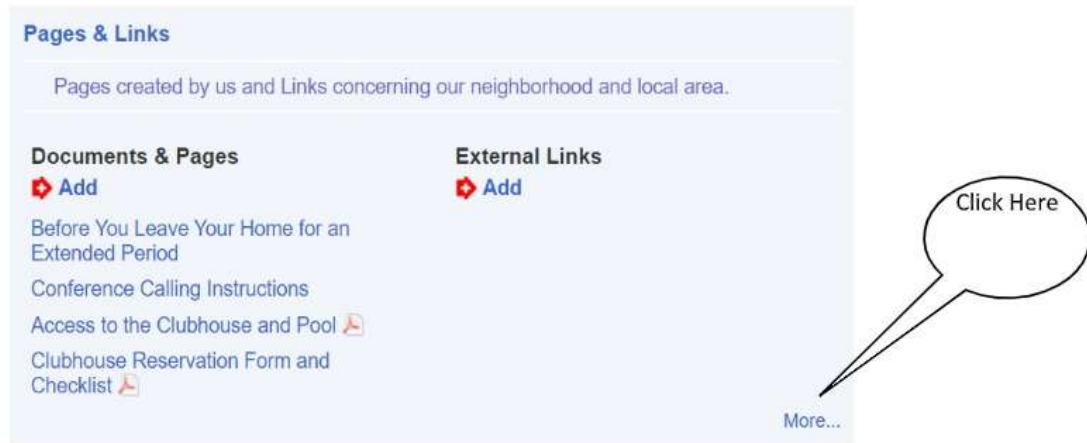 Pages & Links
Pages created by us and Links concerning our neighborhood and local area.
Documents & Pages
Add
Before You Leave Your Home for an
Extended Period
Conference Calling Instructions
Access to the Clubhouse and Pool
Clubhouse Reservation Form and
Checklist
External Links
Add
Click Here
More...